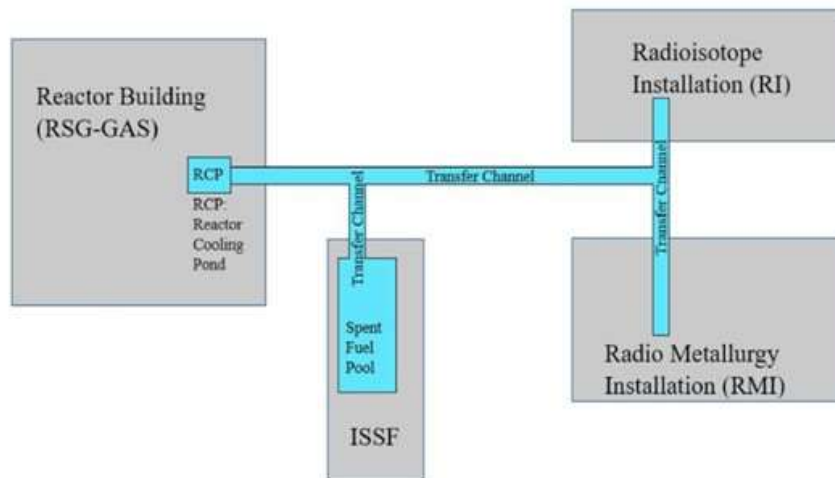 Reactor Building
(RSG-GAS)
RCP
RCP:
Reactor
Cooling
Pond
Transfer Channel
Transfer Channel
Spent
Fuel
Pool
ISSF
Radioisotope
Installation (RI)
Transfer Channel
Radio Metallurgy
Installation (RMI)